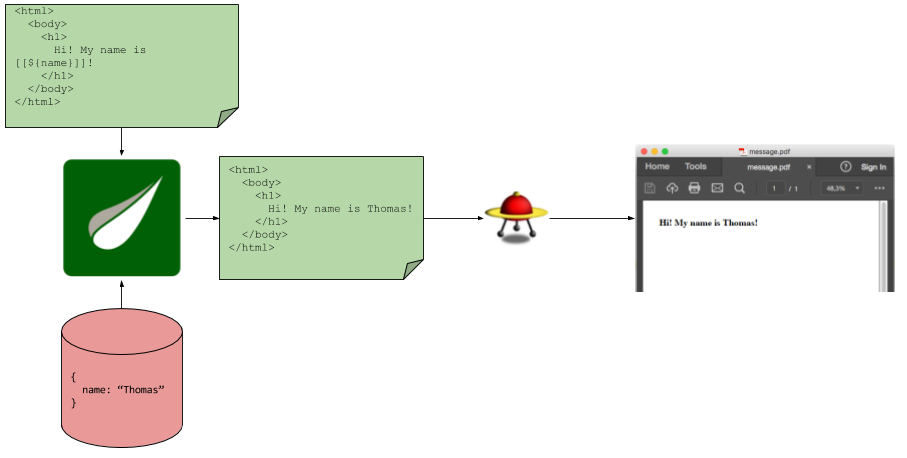 <html>
<body>
<h1>
Hi! My name is
[[${name}]]!
</h1>
</body>
</html>
<html>
<body>
<h1>
Hi! My name is Thomas!
</h1>
</body>
</html>
{
name: “Thomas”
}
message.pdf
Home Tools message.pdf × ? Sign In
1 / 1 48,3% •••
Hi! My name is Thomas!